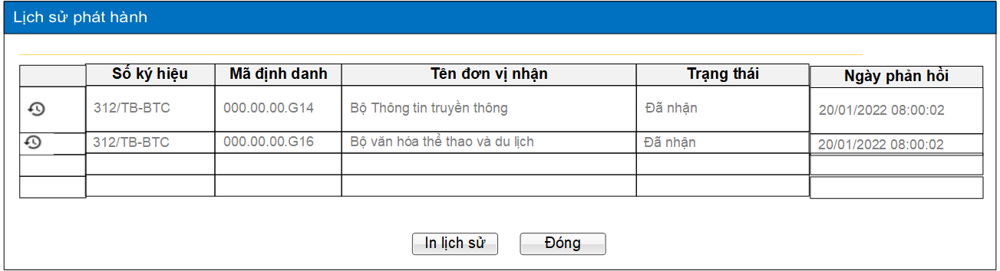 Lịch sử phát hành
Số ký hiệu Mã định danh Tên đơn vị nhận Trạng thái Ngày phản hồi
312/TB-BTC 000.00.00.G14 Bộ Thông tin truyền thông Đã nhận 20/01/2022 08:00:02
312/TB-BTC 000.00.00.G16 Bộ văn hóa thể thao và du lịch Đã nhận 20/01/2022 08:00:02
In lịch sử Đóng